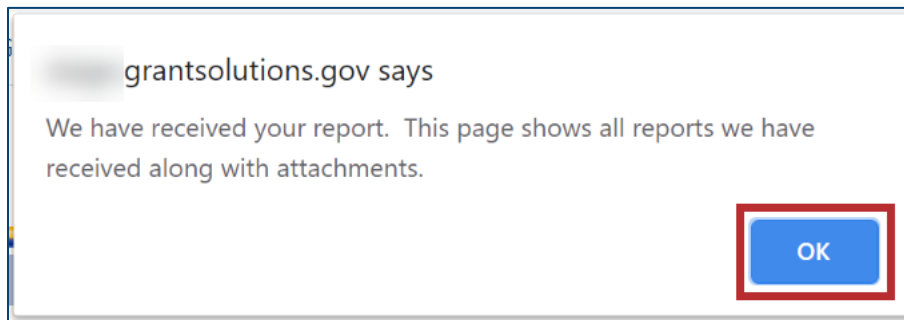 grantsolutions.gov says
We have received your report.  This page shows all reports we have
received along with attachments.
OK